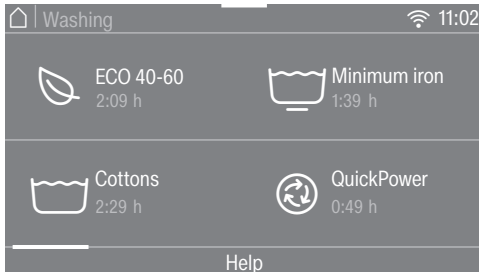 Washing 11:02
ECO 40-60
2:09 h
Minimum iron
1:39 h
Cottons
2:29 h
QuickPower
0:49 h
Help